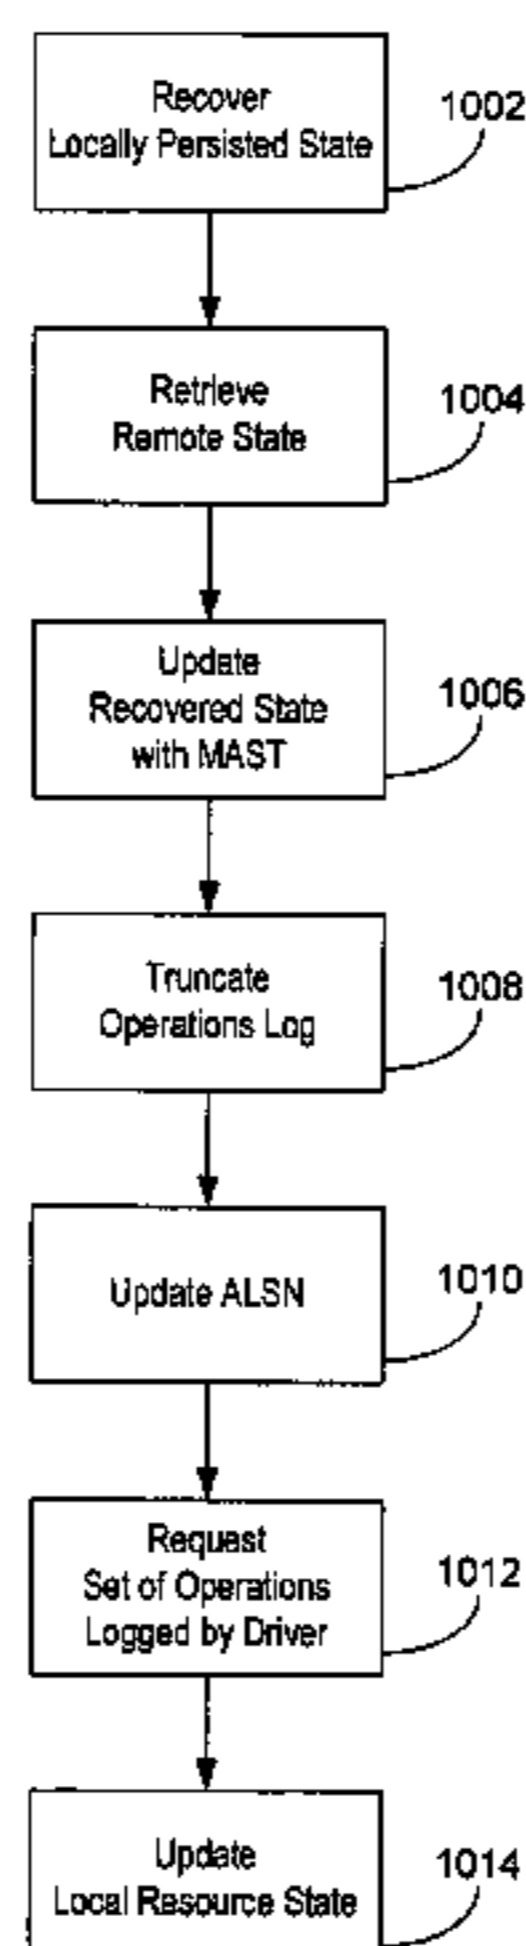 Recover
Locally Persisted State
1002
Retrieve
Remote State
1004
Update
Recovered State
with MAST
1006
Truncate
Operations Log
1008
Update ALSN
1010
Request
Set of Operations
Logged by Driver
1012
Update
Local Resource State
1014